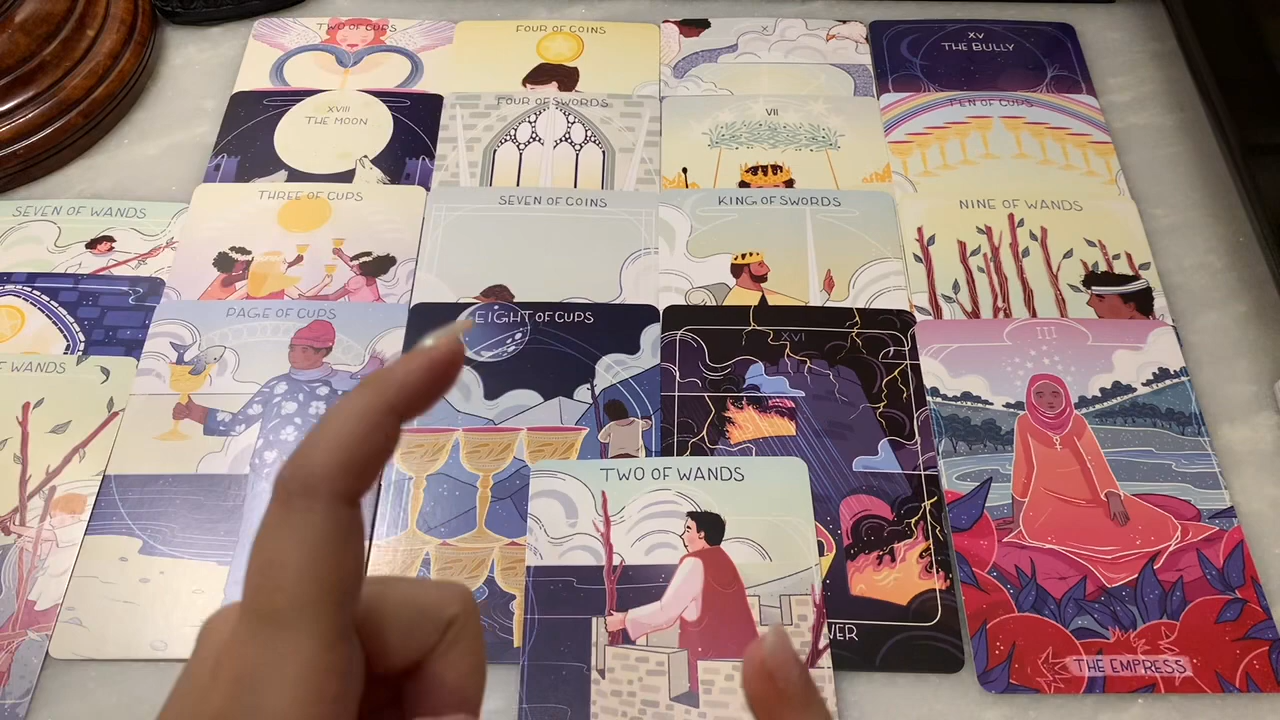 TWO OF CUPS
FOUR OF COINS
X
XV
THE BULLY
XVIII
THE MOON
FOUR OF SWORDS
VII
TEN OF CUPS
SEVEN OF WANDS
THREE OF CUPS
SEVEN OF COINS
KING OF SWORDS
NINE OF WANDS
F WANDS
PAGE OF CUPS
EIGHT OF CUPS
XVI
III
TWO OF WANDS
VER
THE EMPRESS